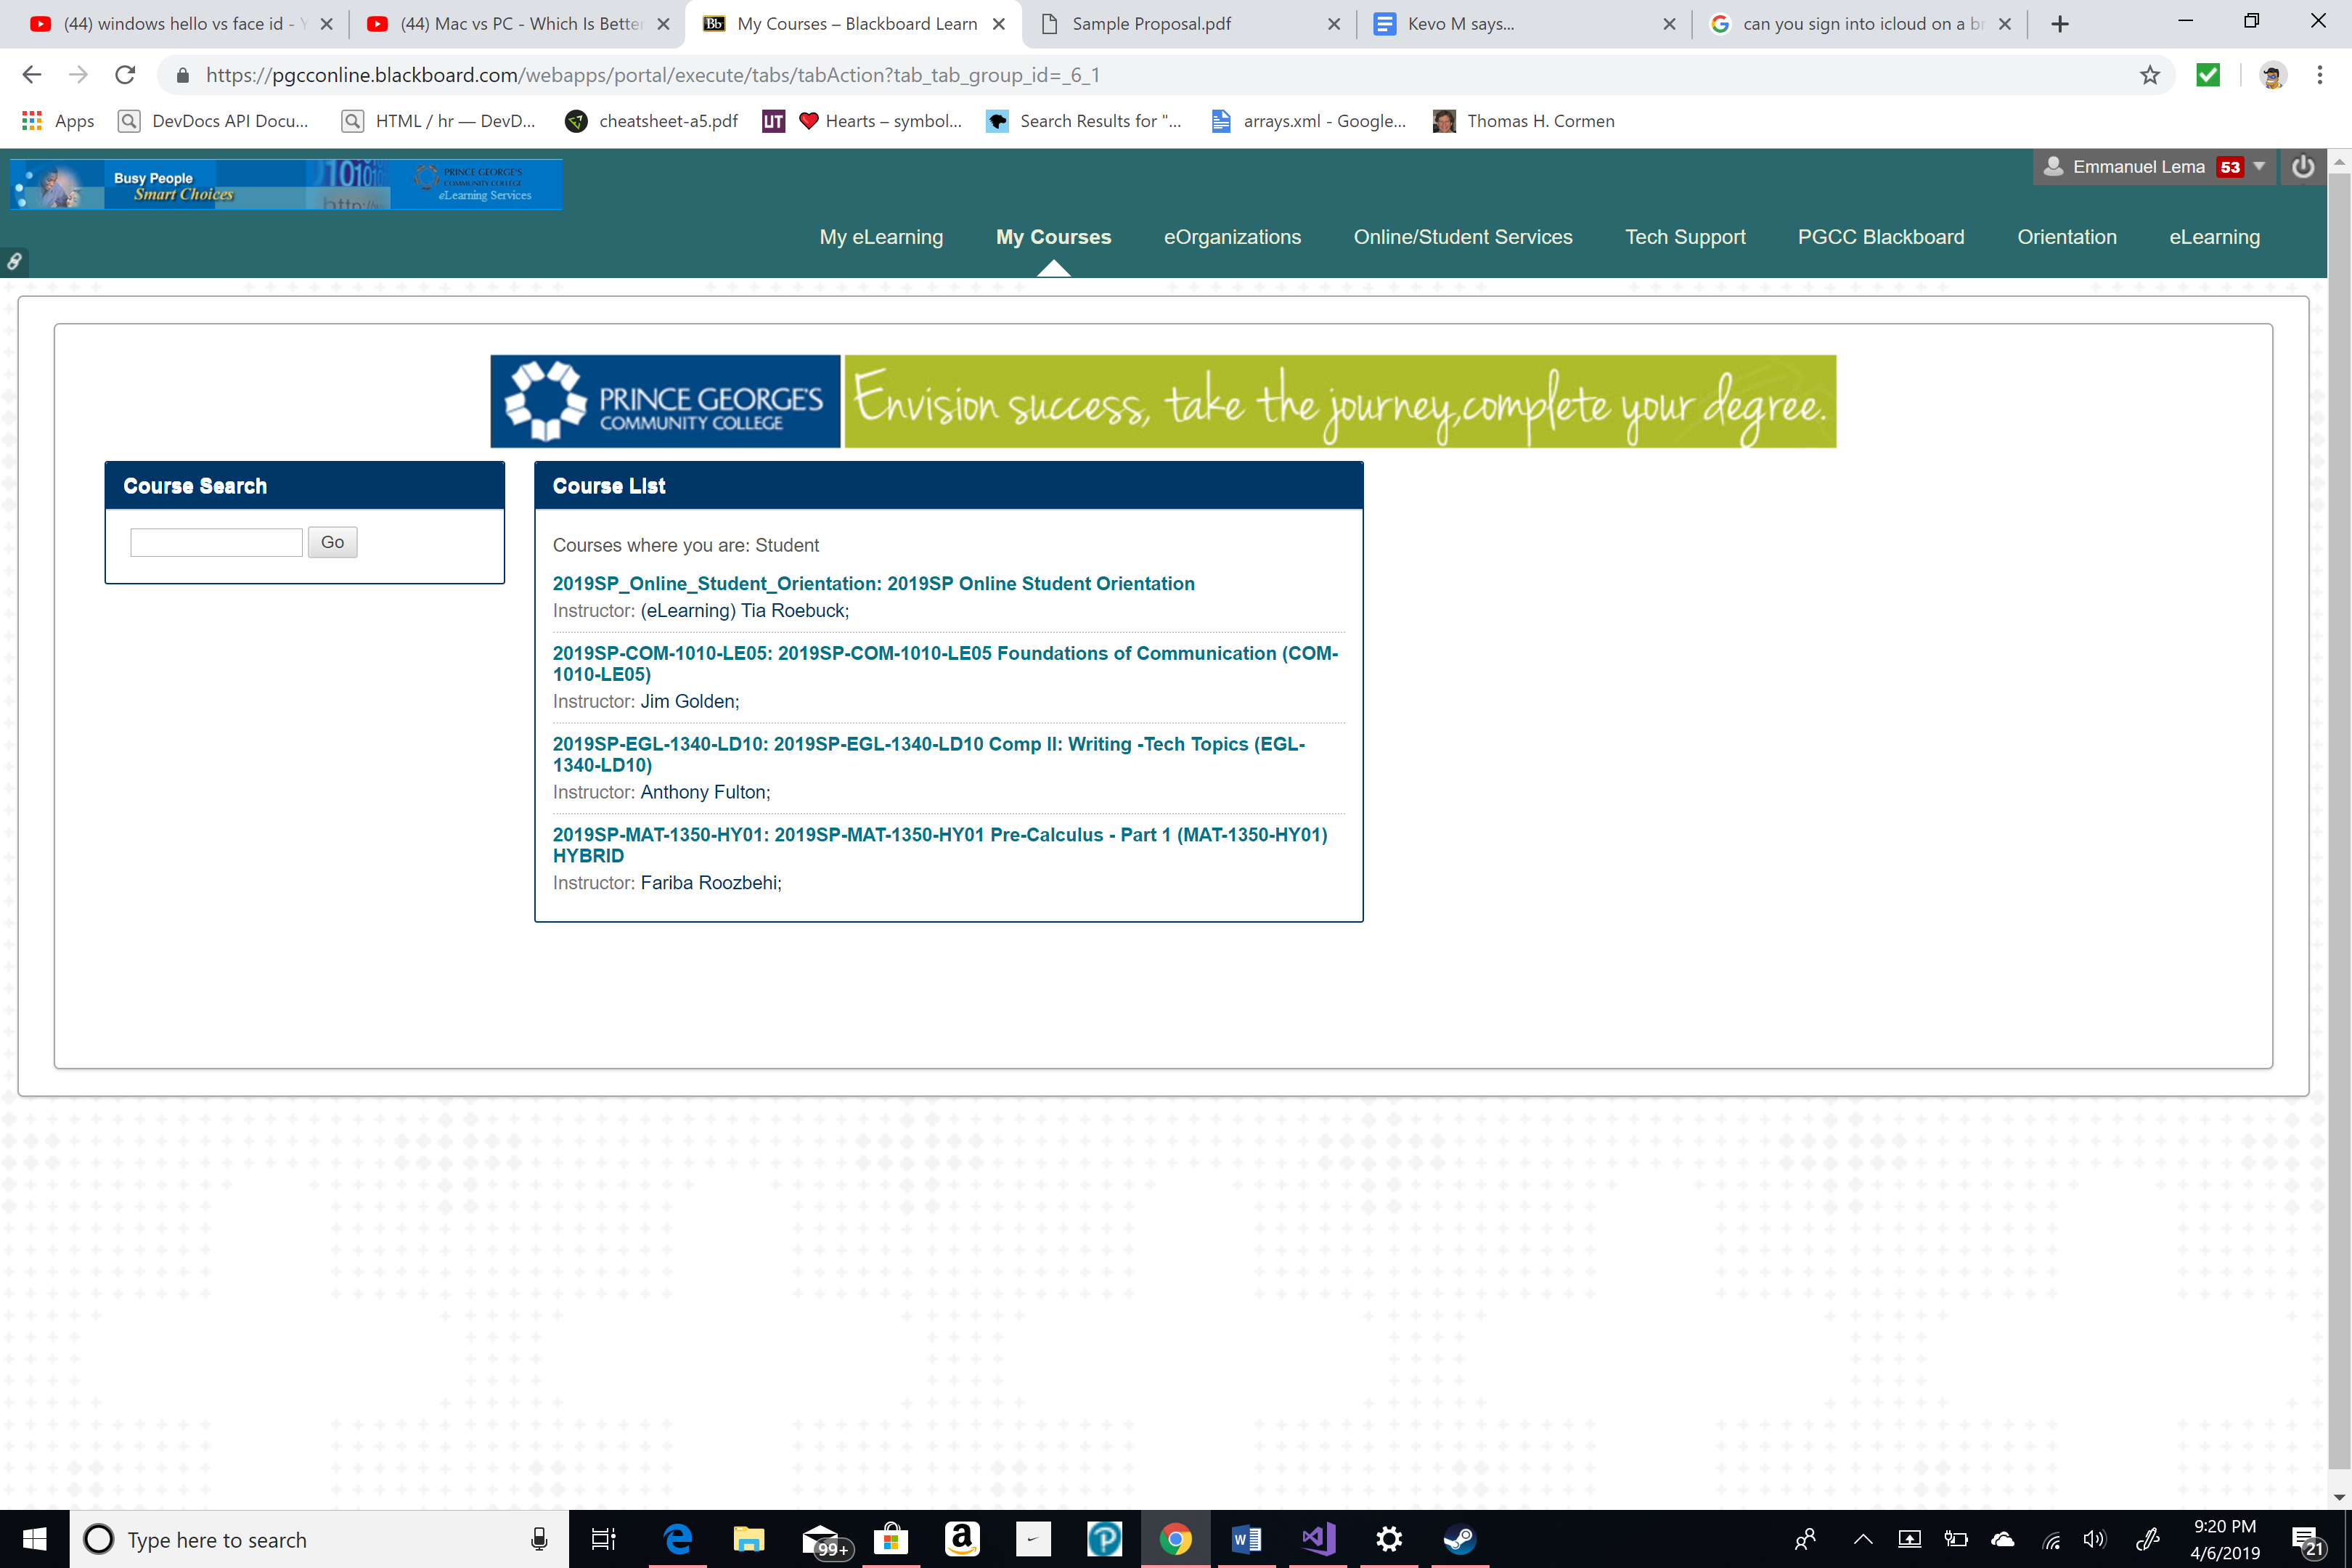 (44) windows hello vs face id - Y
(44) Mac vs PC - Which Is Better
Bb My Courses – Blackboard Learn
Sample Proposal.pdf
Kevo M says...
can you sign into icloud on a br
https://pgcconline.blackboard.com/webapps/portal/execute/tabs/tabAction?tab_tab_group_id=_6_1
Apps
DevDocs API Docu...
HTML / hr — DevD...
cheatsheet-a5.pdf
UT ❤ Hearts – symbol...
Search Results for "...
arrays.xml - Google...
Thomas H. Cormen
Busy People
Smart Choices
10101
http://
PRINCE GEORGE'S
COMMUNITY COLLEGE
eLearning Services
Emmanuel Lema 53
My eLearning
My Courses
eOrganizations
Online/Student Services
Tech Support
PGCC Blackboard
Orientation
eLearning
PRINCE GEORGE'S
COMMUNITY COLLEGE
Envision success, take the journey, complete your degree.
Course Search
Go
Course List
Courses where you are: Student
2019SP_Online_Student_Orientation: 2019SP Online Student Orientation
Instructor: (eLearning) Tia Roebuck;
2019SP-COM-1010-LE05: 2019SP-COM-1010-LE05 Foundations of Communication (COM-
1010-LE05)
Instructor: Jim Golden;
2019SP-EGL-1340-LD10: 2019SP-EGL-1340-LD10 Comp II: Writing -Tech Topics (EGL-
1340-LD10)
Instructor: Anthony Fulton;
2019SP-MAT-1350-HY01: 2019SP-MAT-1350-HY01 Pre-Calculus - Part 1 (MAT-1350-HY01)
HYBRID
Instructor: Fariba Roozbehi;
Type here to search
99+
9:20 PM
4/6/2019
21